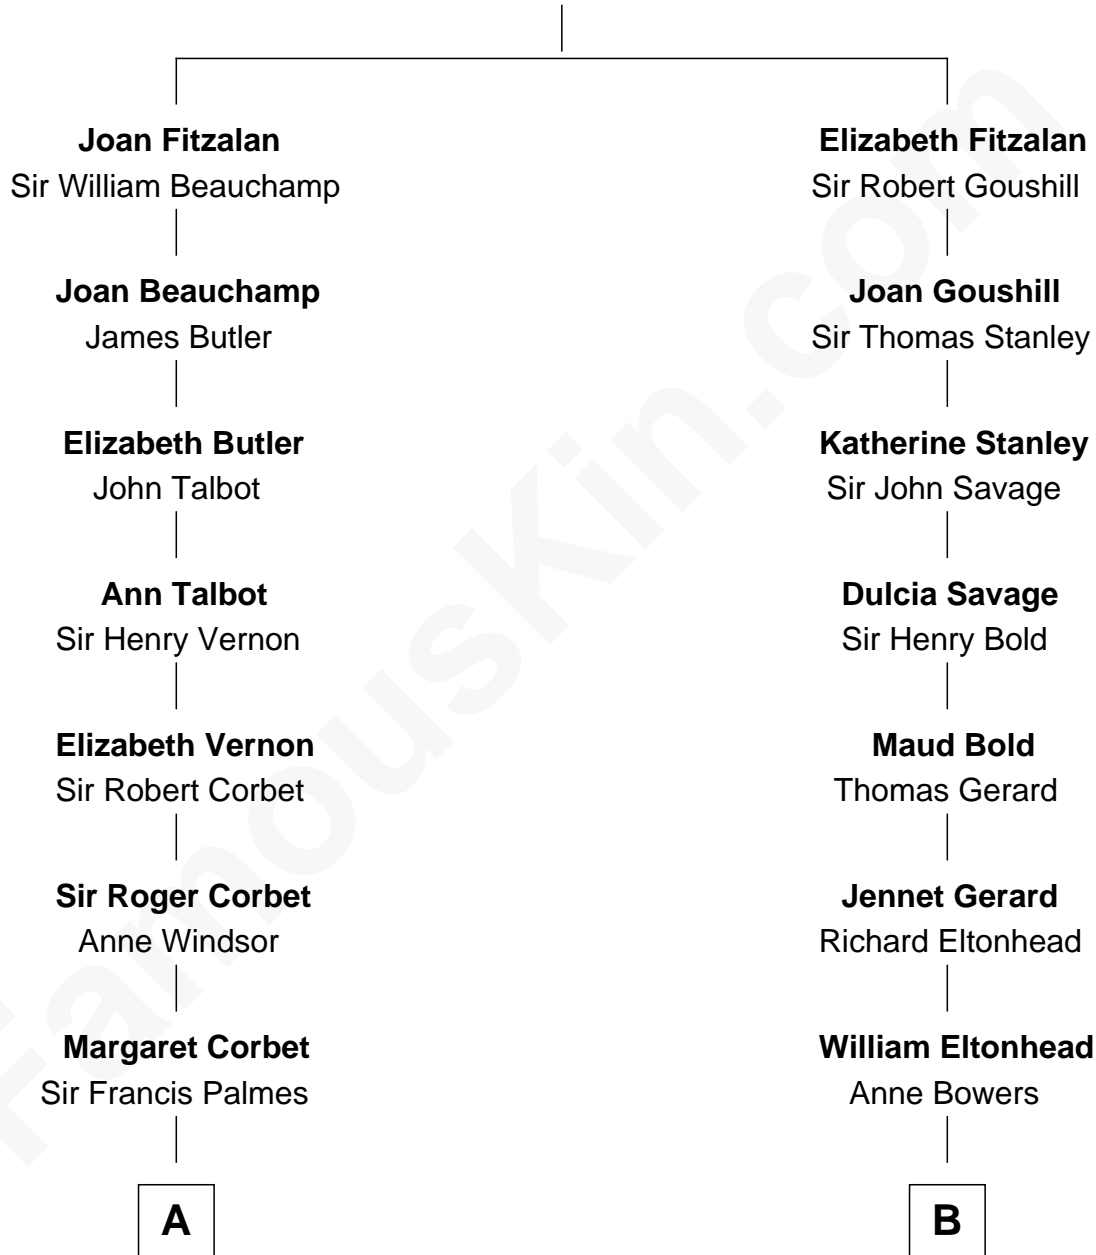 Joan Fitzalan
Sir William Beauchamp
Joan Beauchamp
James Butler
Elizabeth Butler
John Talbot
Ann Talbot
Sir Henry Vernon
Elizabeth Vernon
Sir Robert Corbet
Sir Roger Corbet
Anne Windsor
Margaret Corbet
Sir Francis Palmes
A
Elizabeth Fitzalan
Sir Robert Goushill
Joan Goushill
Sir Thomas Stanley
Katherine Stanley
Sir John Savage
Dulcia Savage
Sir Henry Bold
Maud Bold
Thomas Gerard
Jennet Gerard
Richard Eltonhead
William Eltonhead
Anne Bowers
B
FamousKin.com